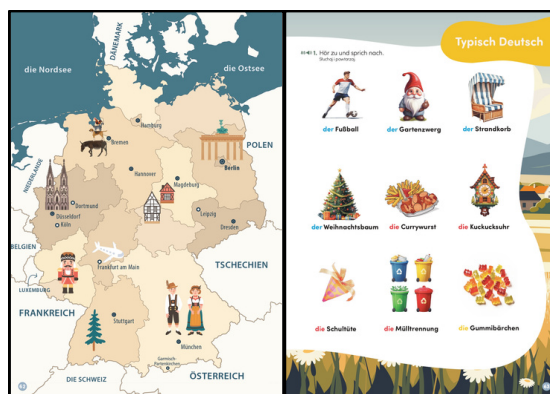 DÄNEMARK
die Nordsee
die Ostsee
Hamburg
Bremen
POLEN
Berlin
NIEDERLANDE
Hannover
Magdeburg
Dortmund
Düsseldorf
Köln
Leipzig
Dresden
BELGIEN
Frankfurt am Main
TSCHECHIEN
LUXEMBURG
FRANKREICH
Stuttgart
München
Garmisch-
Partenkirchen
DIE SCHWEIZ
ÖSTERREICH
Typisch Deutsch
1. Hör zu und sprich nach.
Słuchaj i powtarzaj.
der Fußball
der Gartenzwerg
der Strandkorb
der Weihnachtsbaum
die Currywurst
die Kuckucksuhr
die Schultüte
die Mülltrennung
die Gummibärchen